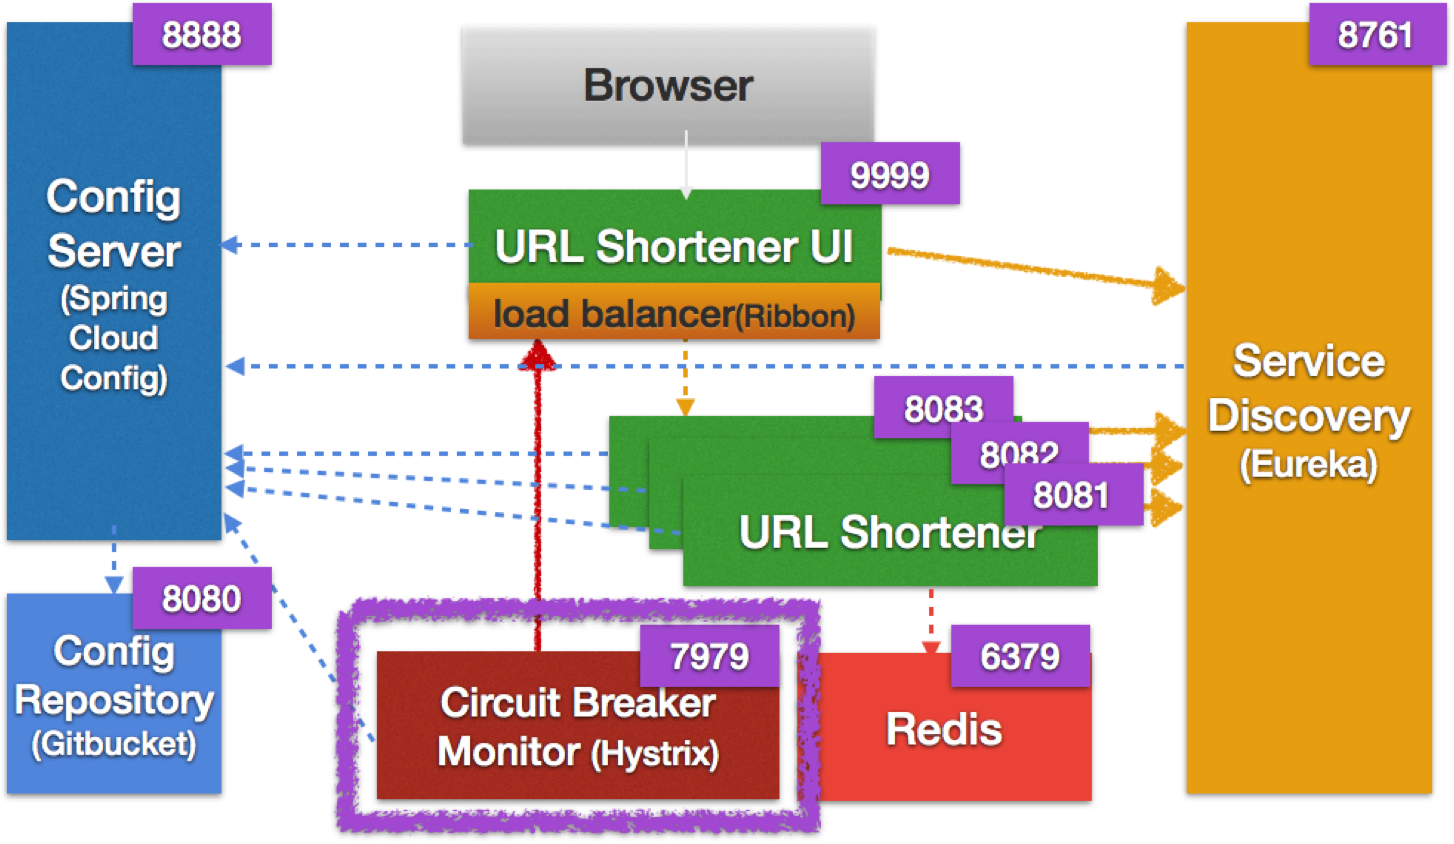 8888
8761
Browser
9999
Config
Server
(Spring
Cloud
Config)
URL Shortener UI
load balancer(Ribbon)
Service
Discovery
(Eureka)
8083
8082
8081
URL Shortener
8080
Config
Repository
(Gitbucket)
7979
Circuit Breaker
Monitor (Hystrix)
6379
Redis